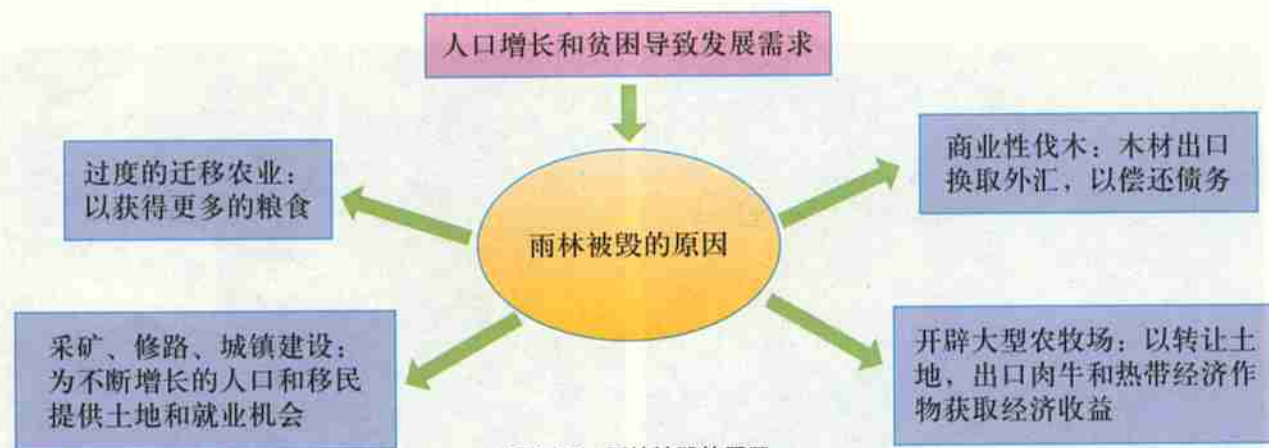 人口增长和贫困导致发展需求
过度的迁移农业：
以获得更多的粮食
商业性伐木：木材出口
换取外汇，以偿还债务
雨林被毁的原因
采矿、修路、城镇建设：
为不断增长的人口和移民
提供土地和就业机会
开辟大型农牧场：以转让土
地，出口肉牛和热带经济作
物获取经济收益